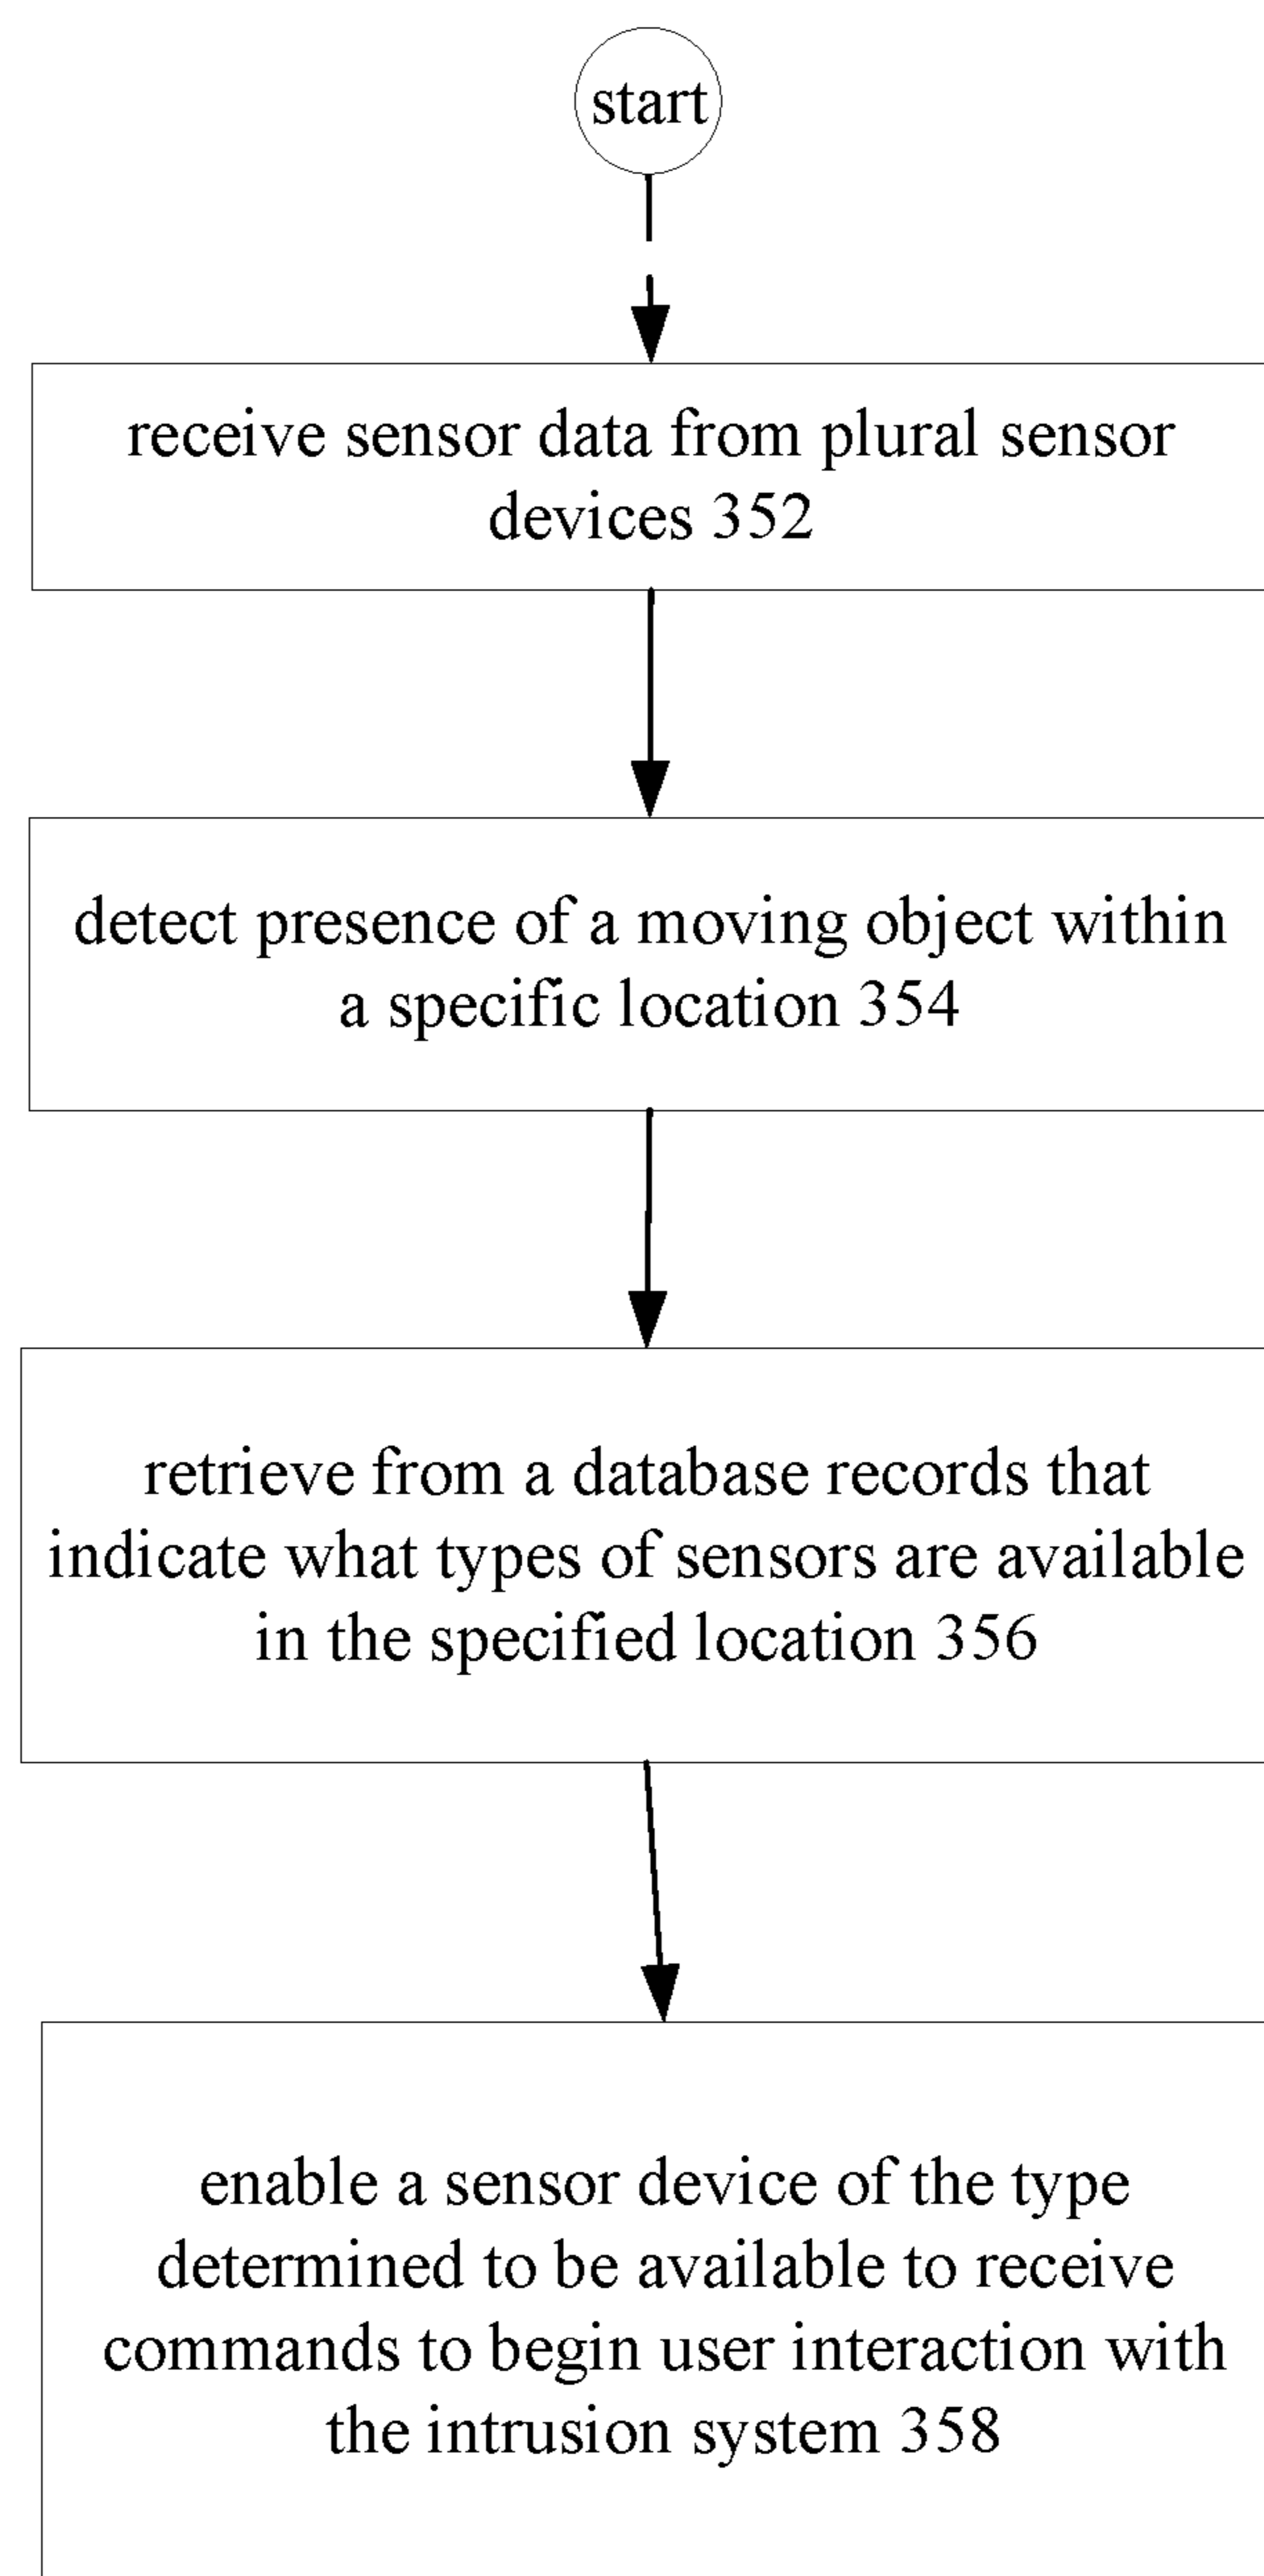 start
receive sensor data from plural sensor
devices 352
detect presence of a moving object within
a specific location 354
retrieve from a database records that
indicate what types of sensors are available
in the specified location 356
enable a sensor device of the type
determined to be available to receive
commands to begin user interaction with
the intrusion system 358